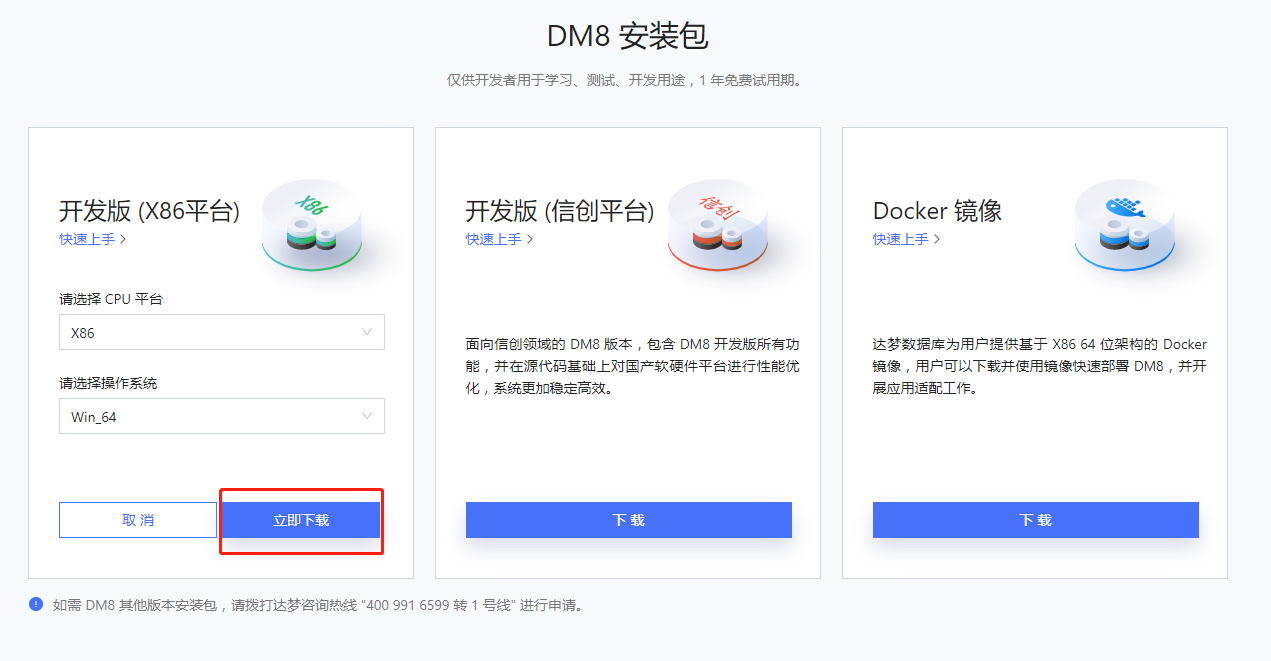 DM8 安装包
仅供开发者用于学习、测试、开发用途，1 年免费试用期。
开发版 (X86平台)
快速上手 >
X86
请选择 CPU 平台
X86
请选择操作系统
Win_64
取 消
立即下载
开发版 (信创平台)
快速上手 >
信创
面向信创领域的 DM8 版本，包含 DM8 开发版所有功
能，并在源代码基础上对国产软硬件平台进行性能优
化，系统更加稳定高效。
下 载
Docker 镜像
快速上手 >
达梦数据库为用户提供基于 X86 64 位架构的 Docker
镜像，用户可以下载并使用镜像快速部署 DM8，并开
展应用适配工作。
下 载
如需 DM8 其他版本安装包，请拨打达梦咨询热线 "400 991 6599 转 1 号线" 进行申请。